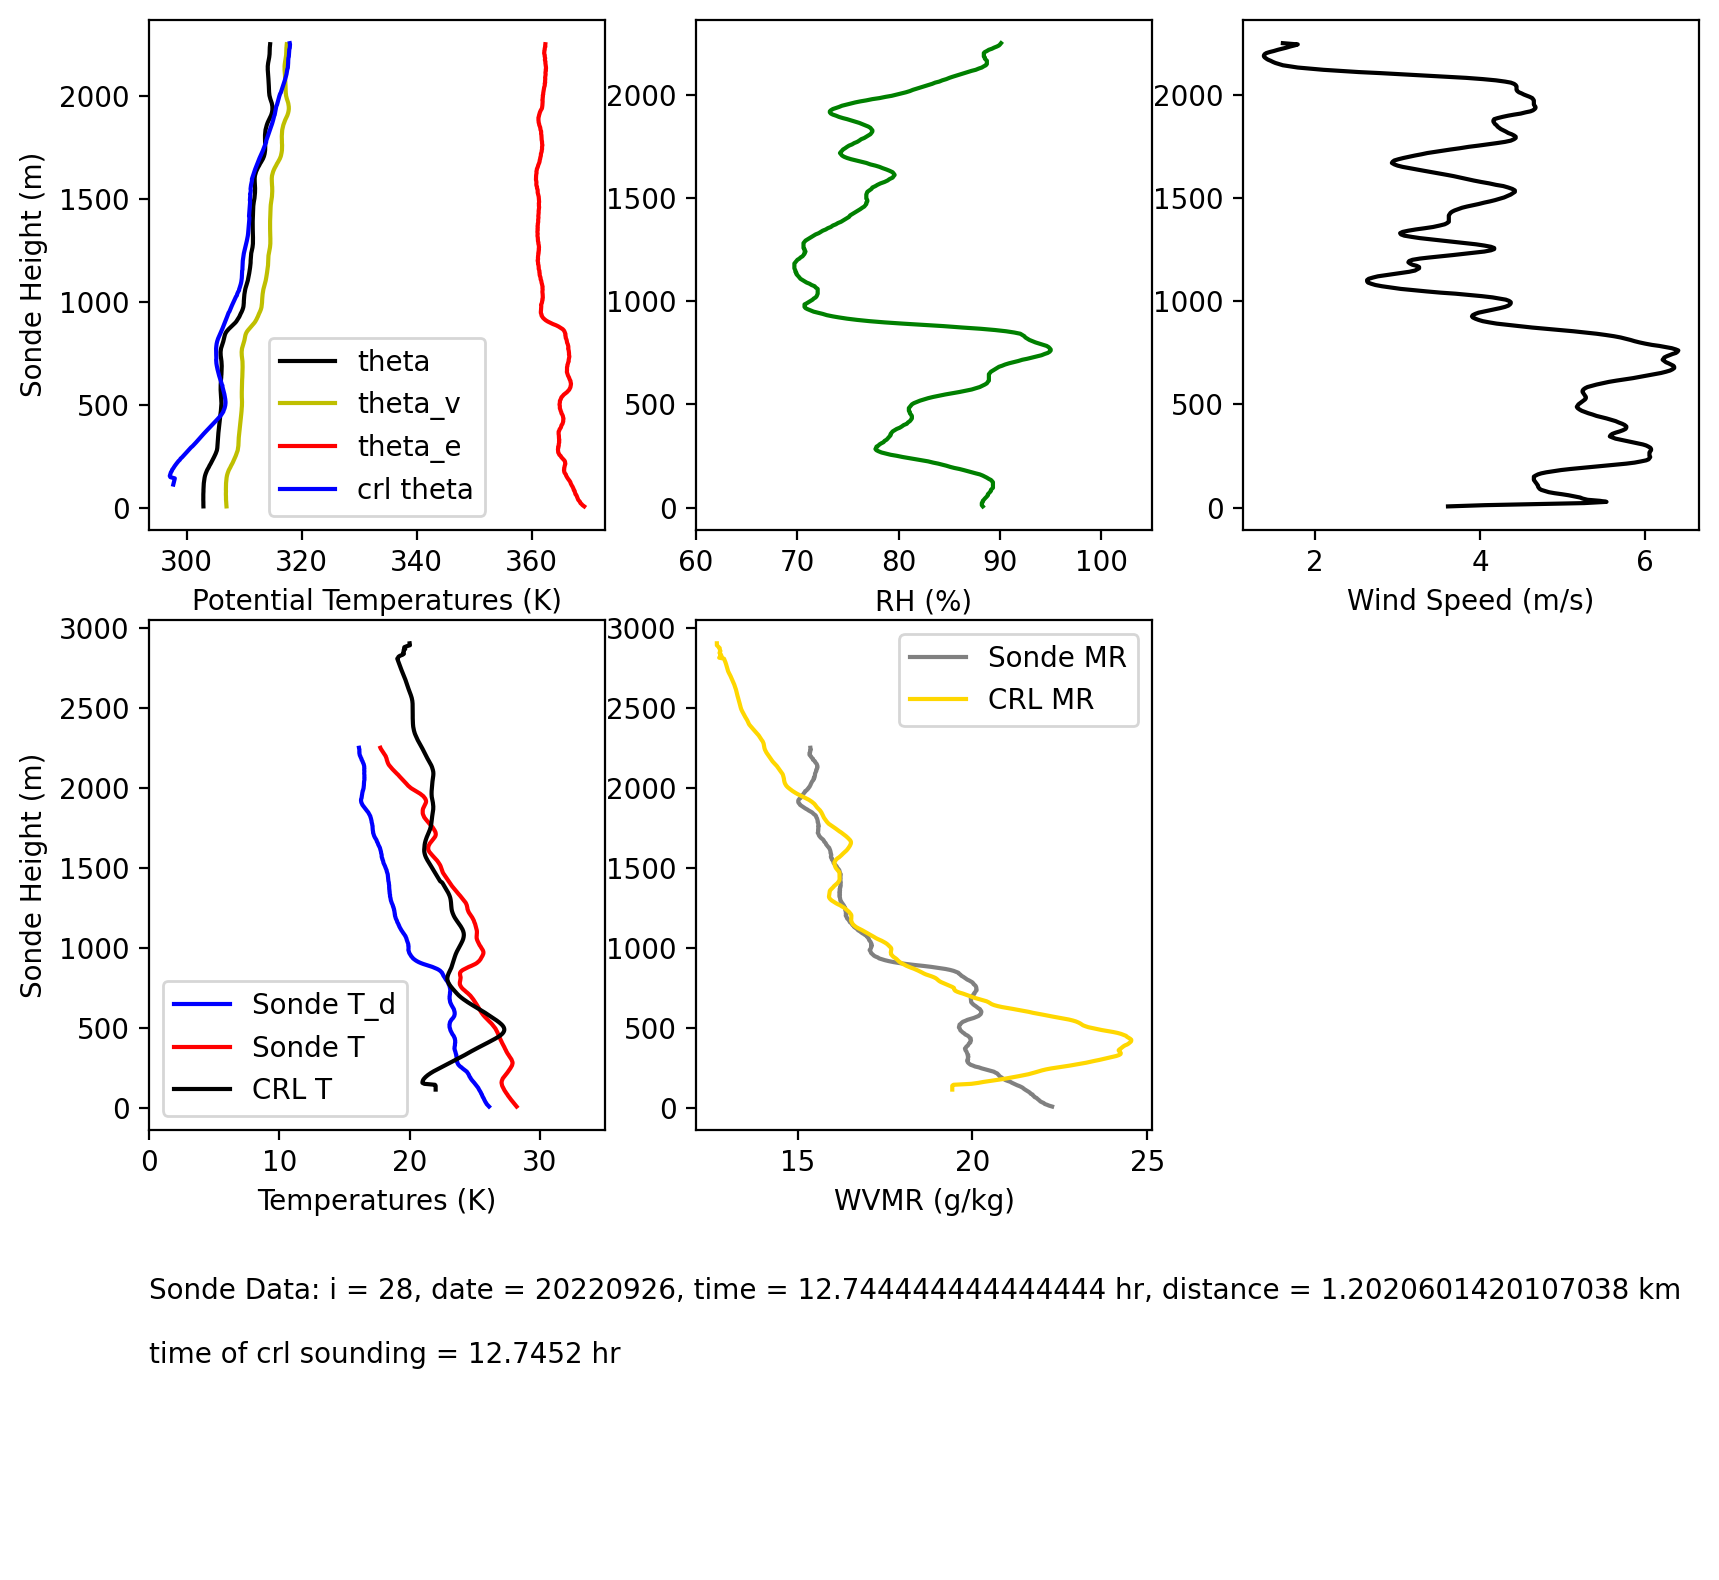 2000
1500
1000
500
0
Sonde Height (m)
theta
theta_v
theta_e
crl theta
300
320
340
360
Potential Temperatures (K)
2000
1500
1000
500
0
60
70
80
90
100
RH (%)
2000
1500
1000
500
0
2
4
6
Wind Speed (m/s)
3000
2500
2000
1500
1000
500
0
Sonde Height (m)
Sonde T_d
Sonde T
CRL T
0
10
20
30
Temperatures (K)
3000
2500
2000
1500
1000
500
0
Sonde MR
CRL MR
15
20
25
WVMR (g/kg)
Sonde Data: i = 28, date = 20220926, time = 12.744444444444444 hr, distance = 1.2020601420107038 km
time of crl sounding = 12.7452 hr